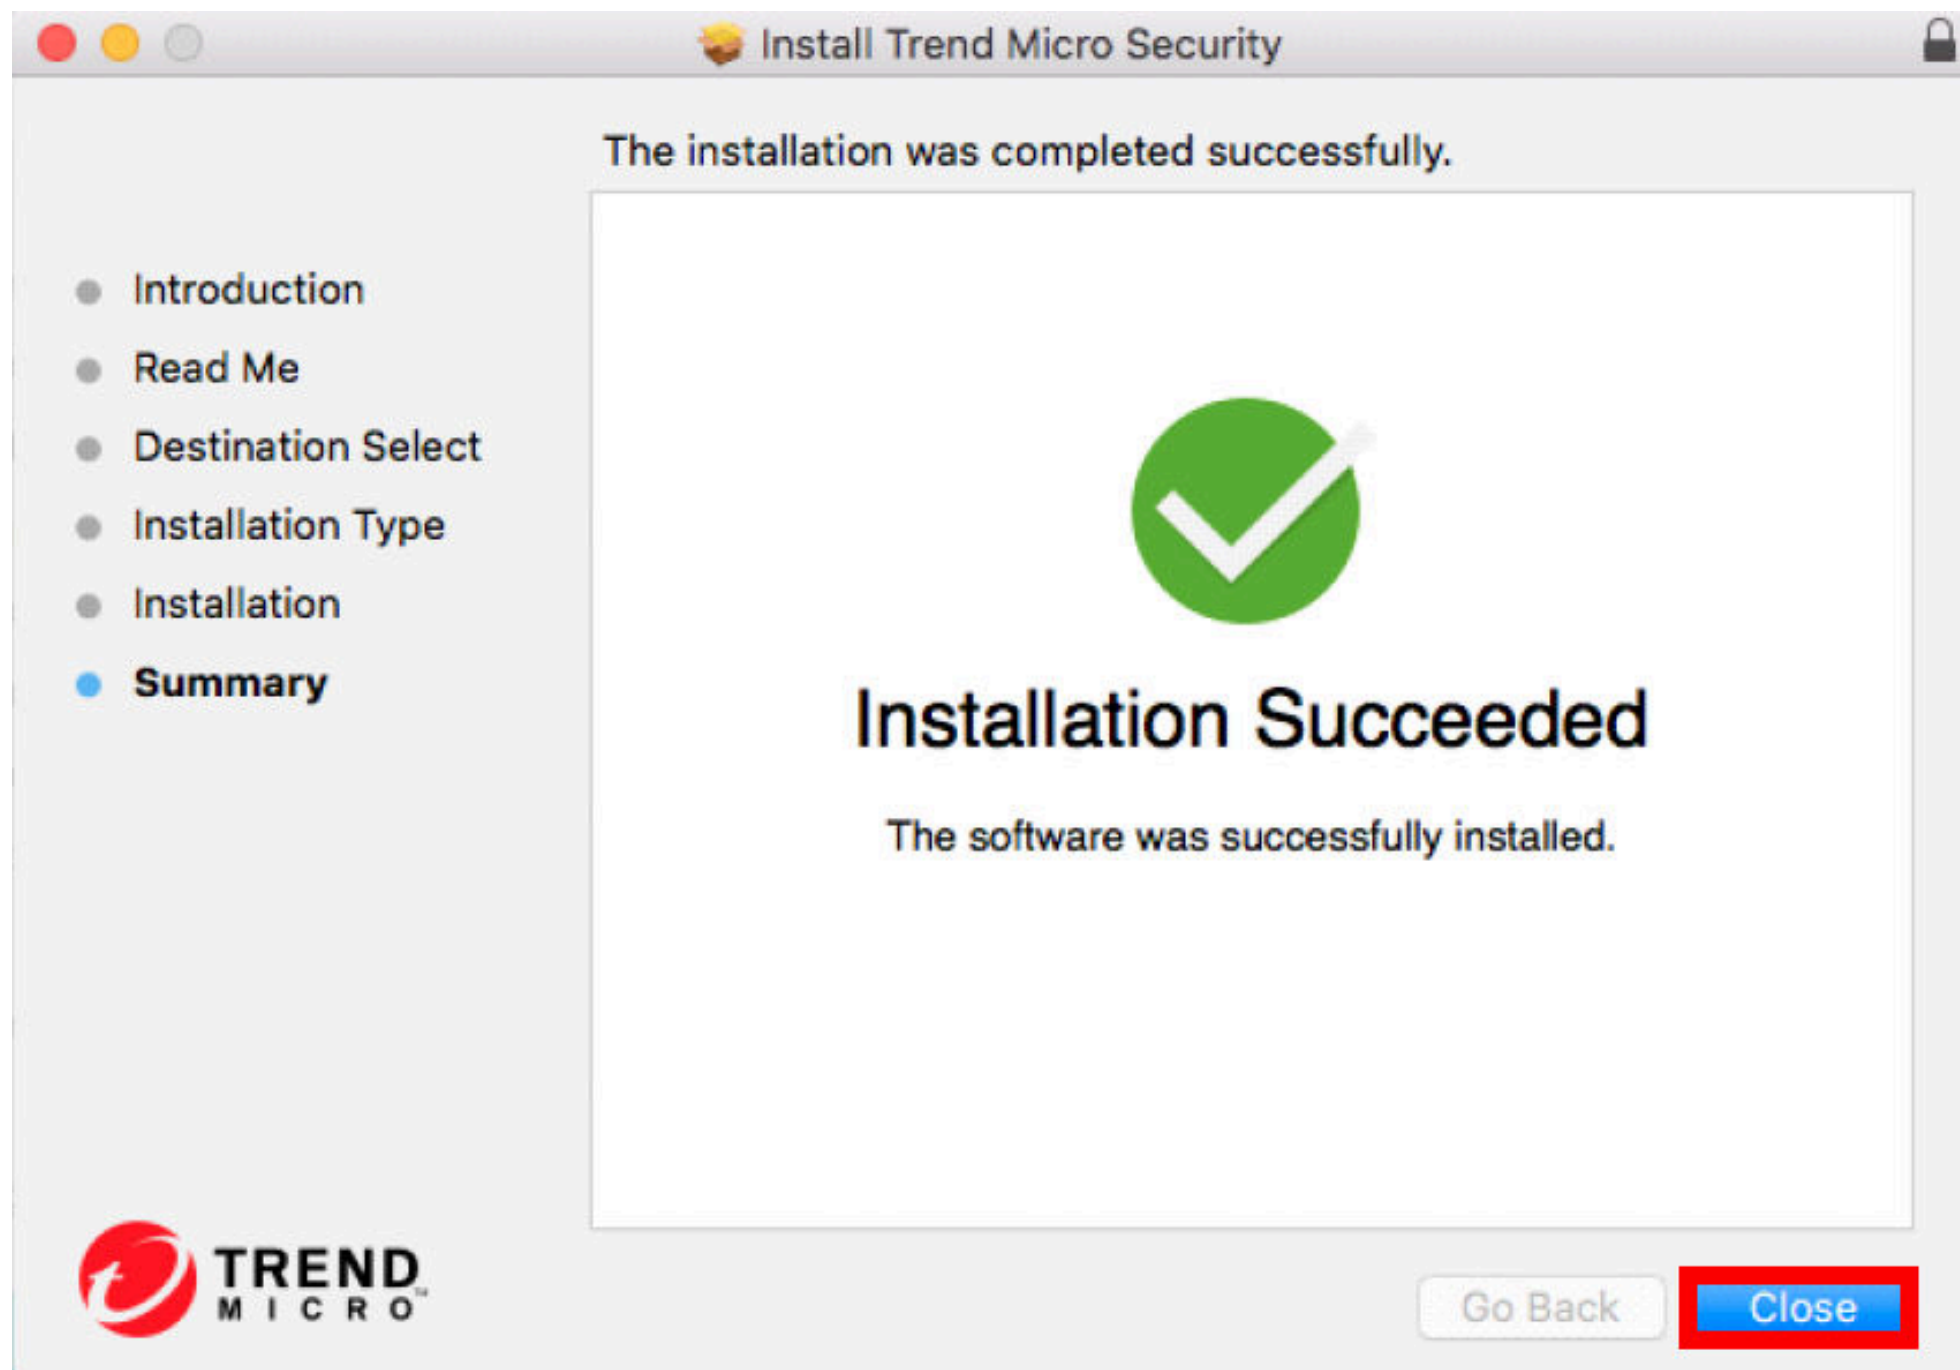 Install Trend Micro Security
The installation was completed successfully.
Introduction
Read Me
Destination Select
Installation Type
Installation
Summary
Installation Succeeded
The software was successfully installed.
TREND
MICRO™
Go Back
Close